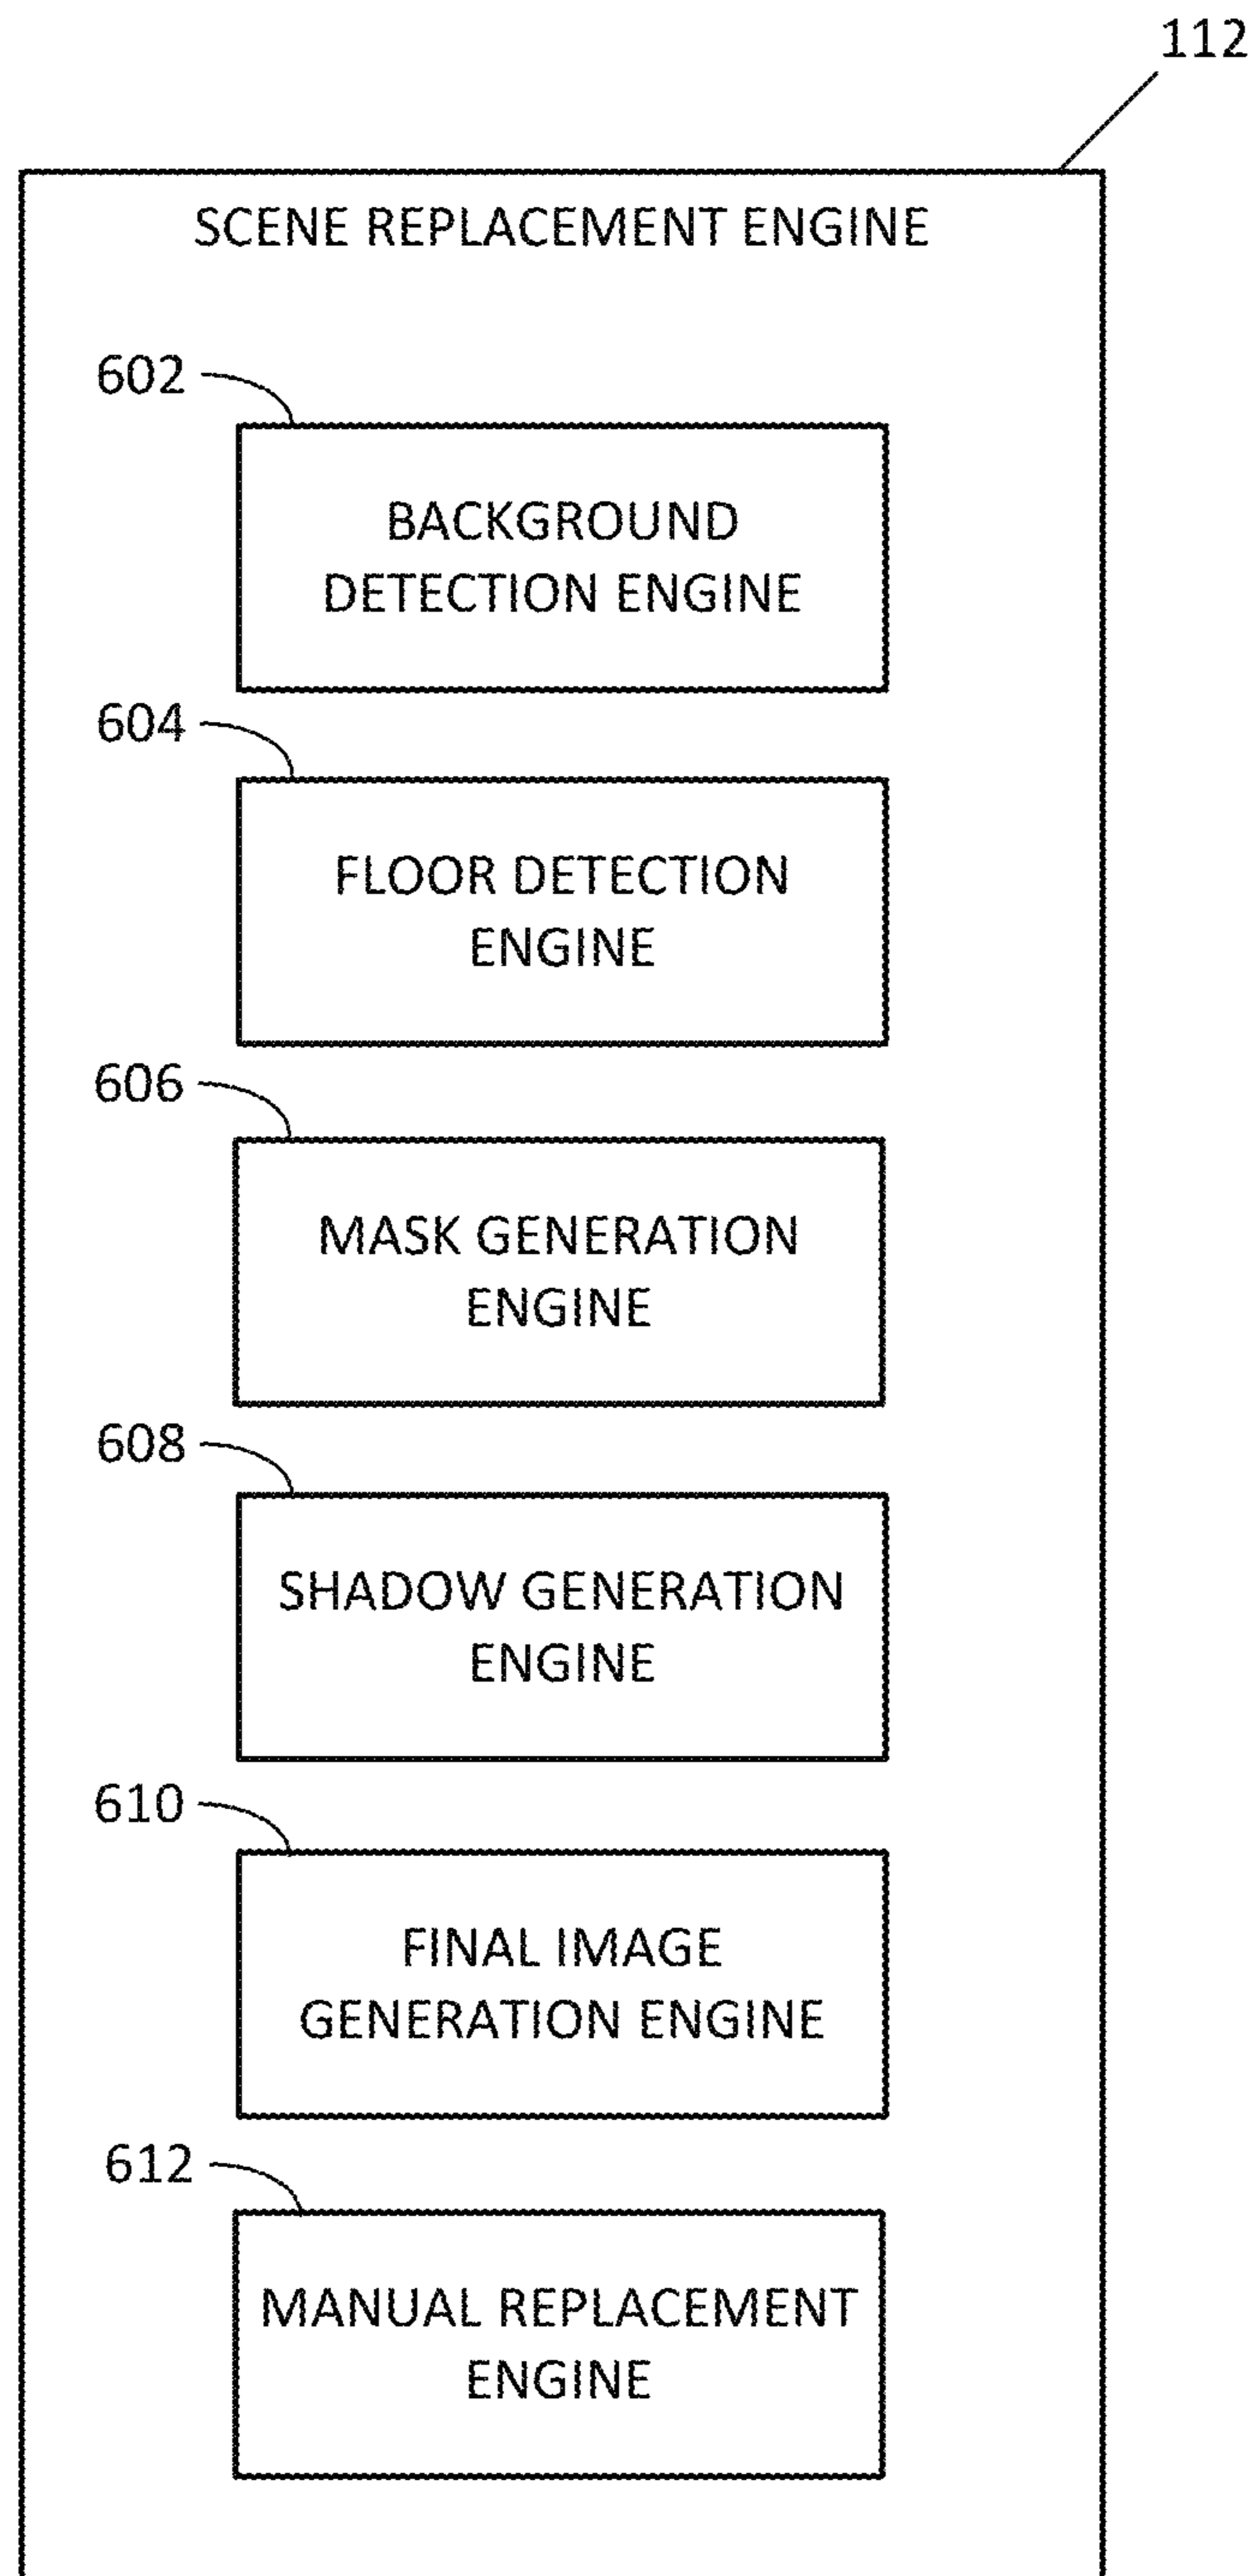 112
SCENE REPLACEMENT ENGINE
602
BACKGROUND
DETECTION ENGINE
604
FLOOR DETECTION
ENGINE
606
MASK GENERATION
ENGINE
608
SHADOW GENERATION
ENGINE
610
FINAL IMAGE
GENERATION ENGINE
612
MANUAL REPLACEMENT
ENGINE